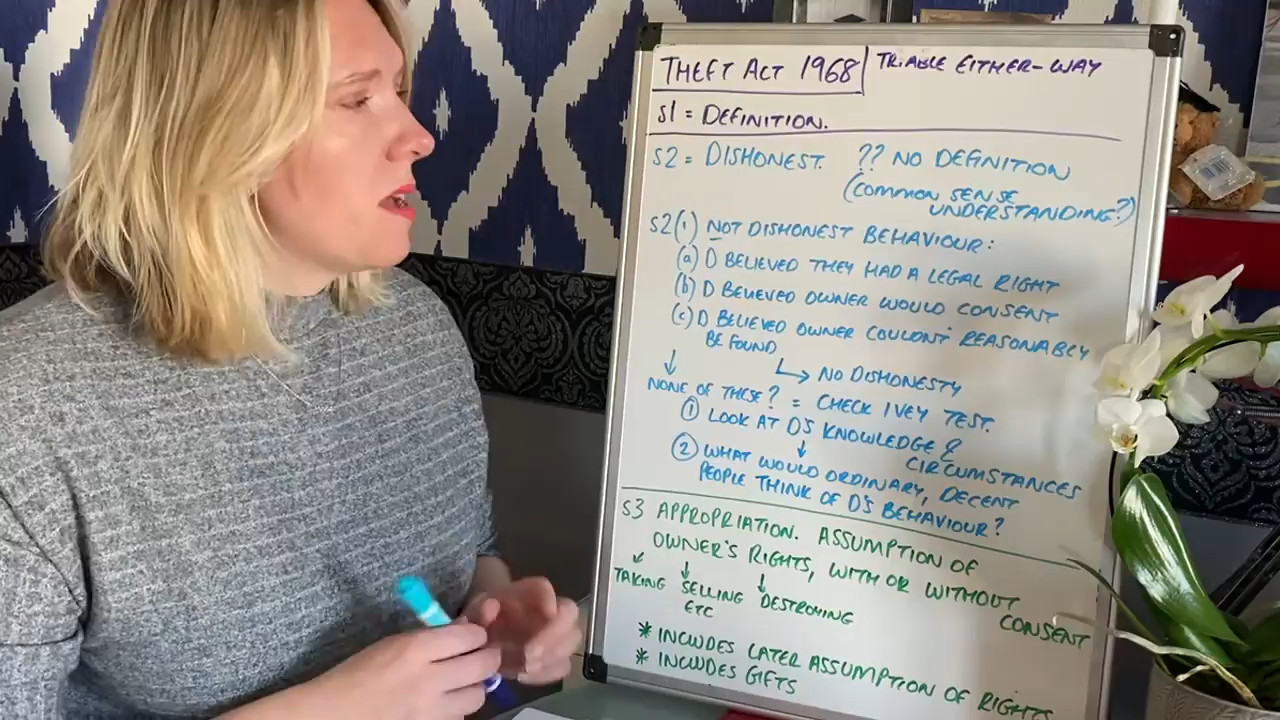 THEFT ACT 1968 TRIABLE EITHER-WAY
S1 = DEFINITION.
S2 = DISHONEST. ?? NO DEFINITION
(COMMON SENSE
UNDERSTANDING?)
S2(1) NOT DISHONEST BEHAVIOUR:
(a) D BELIEVED THEY HAD A LEGAL RIGHT
(b) D BELIEVED OWNER WOULD CONSENT
(c) D BELIEVED OWNER COULDN'T REASONABLY
BE FOUND
↓ ↳ NO DISHONESTY
NONE OF THESE? = CHECK IVEY TEST.
① LOOK AT D'S KNOWLEDGE &
CIRCUMSTANCES
↓
② WHAT WOULD ORDINARY, DECENT
PEOPLE THINK OF D'S BEHAVIOUR?
S3 APPROPRIATION. ASSUMPTION OF
OWNER'S RIGHTS, WITH OR WITHOUT
CONSENT
↙ ↓ ↓
TAKING SELLING DESTROYING
ETC
* INCLUDES LATER ASSUMPTION OF RIGHTS
* INCLUDES GIFTS